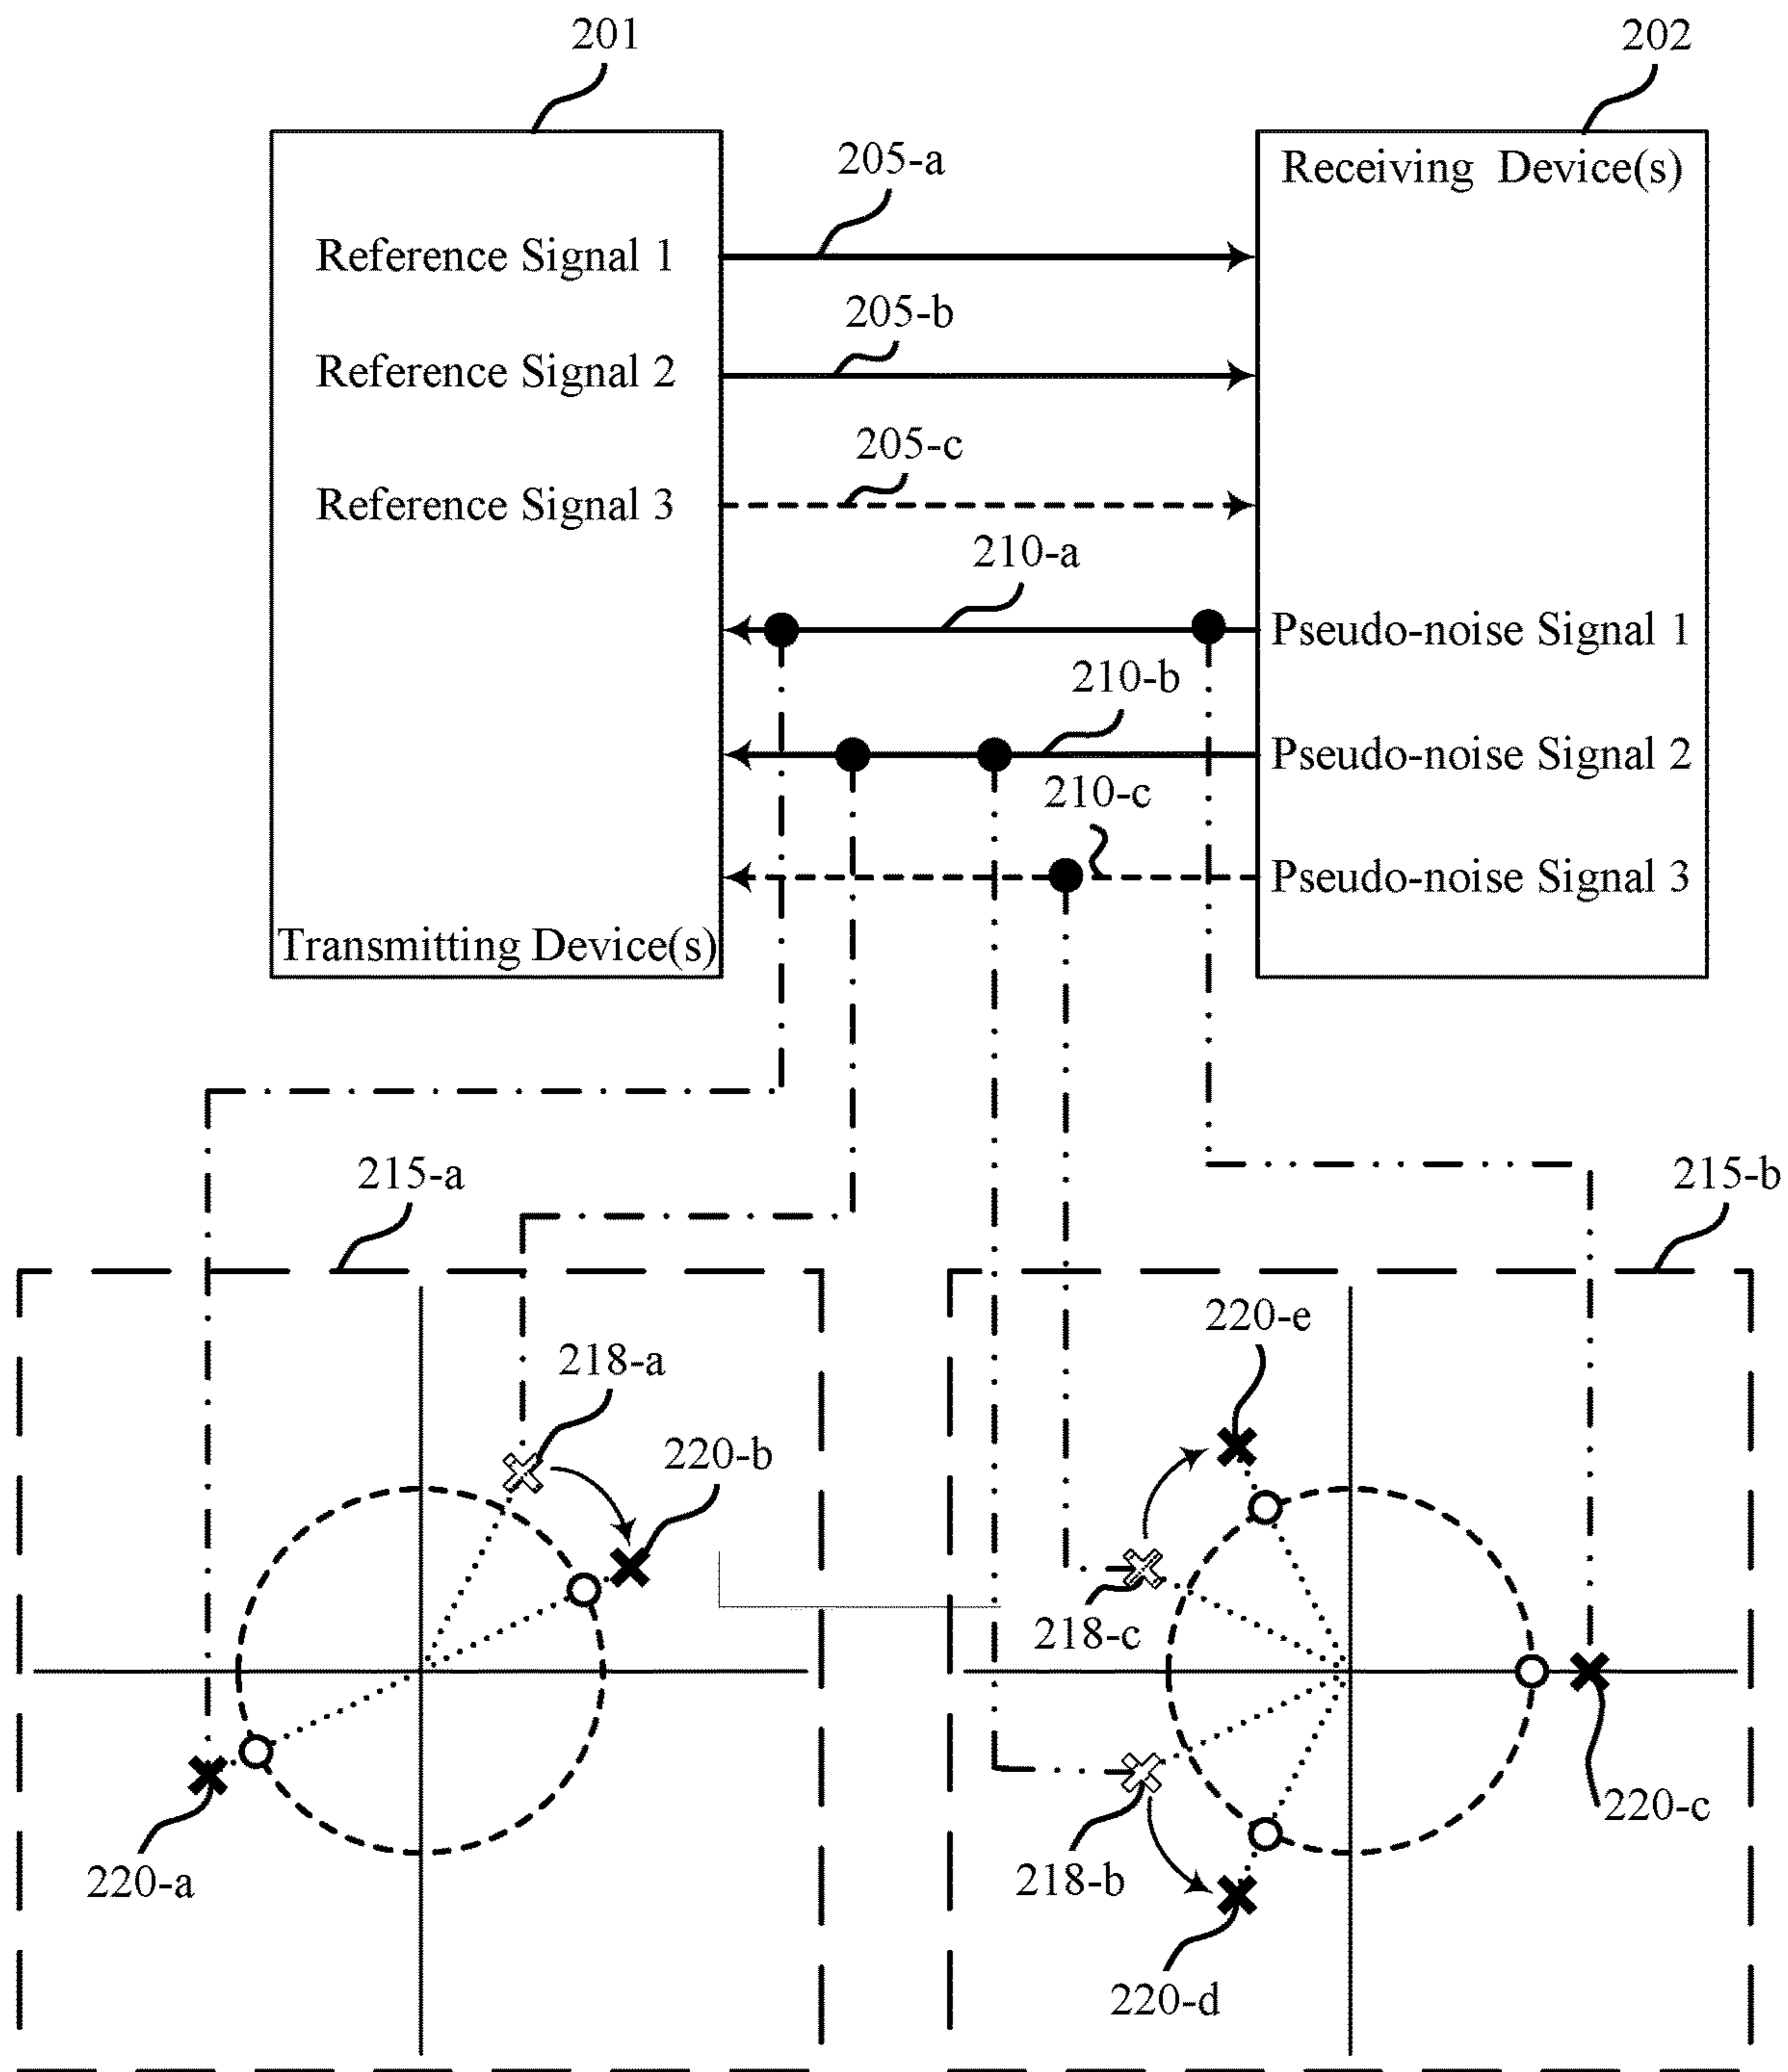 201
202
205-a
Receiving Device(s)
Reference Signal 1
205-b
Reference Signal 2
205-c
Reference Signal 3
210-a
Pseudo-noise Signal 1
210-b
Pseudo-noise Signal 2
210-c
Pseudo-noise Signal 3
Transmitting Device(s)
215-a
215-b
220-e
218-a
220-b
218-c
220-c
220-a
218-b
220-d